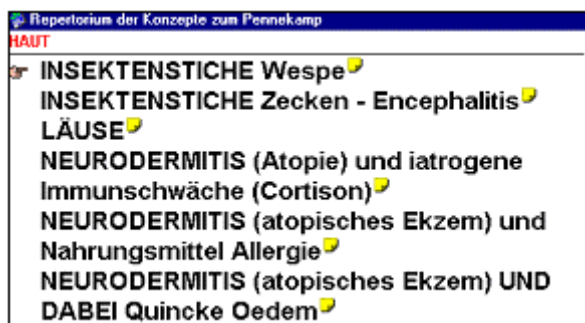 Repertorium der Konzepte zum Pennekamp
HAUT
INSEKTENSTICHE Wespe
INSEKTENSTICHE Zecken - Encephalitis
LÄUSE
NEURODERMITIS (Atopie) und iatrogene
Immunschwäche (Cortison)
NEURODERMITIS (atopisches Ekzem) und
Nahrungsmittel Allergie
NEURODERMITIS (atopisches Ekzem) UND
DABEI Quincke Oedem